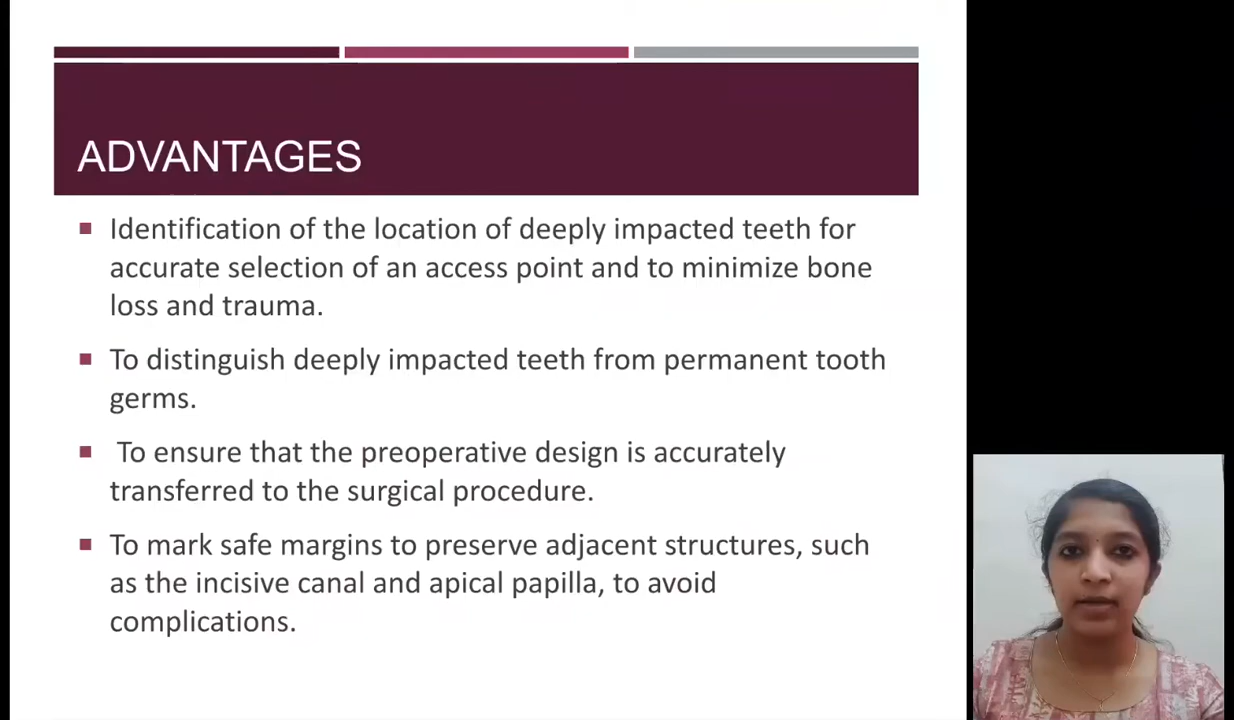 ADVANTAGES
Identification of the location of deeply impacted teeth for
accurate selection of an access point and to minimize bone
loss and trauma.
To distinguish deeply impacted teeth from permanent tooth
germs.
To ensure that the preoperative design is accurately
transferred to the surgical procedure.
To mark safe margins to preserve adjacent structures, such
as the incisive canal and apical papilla, to avoid
complications.